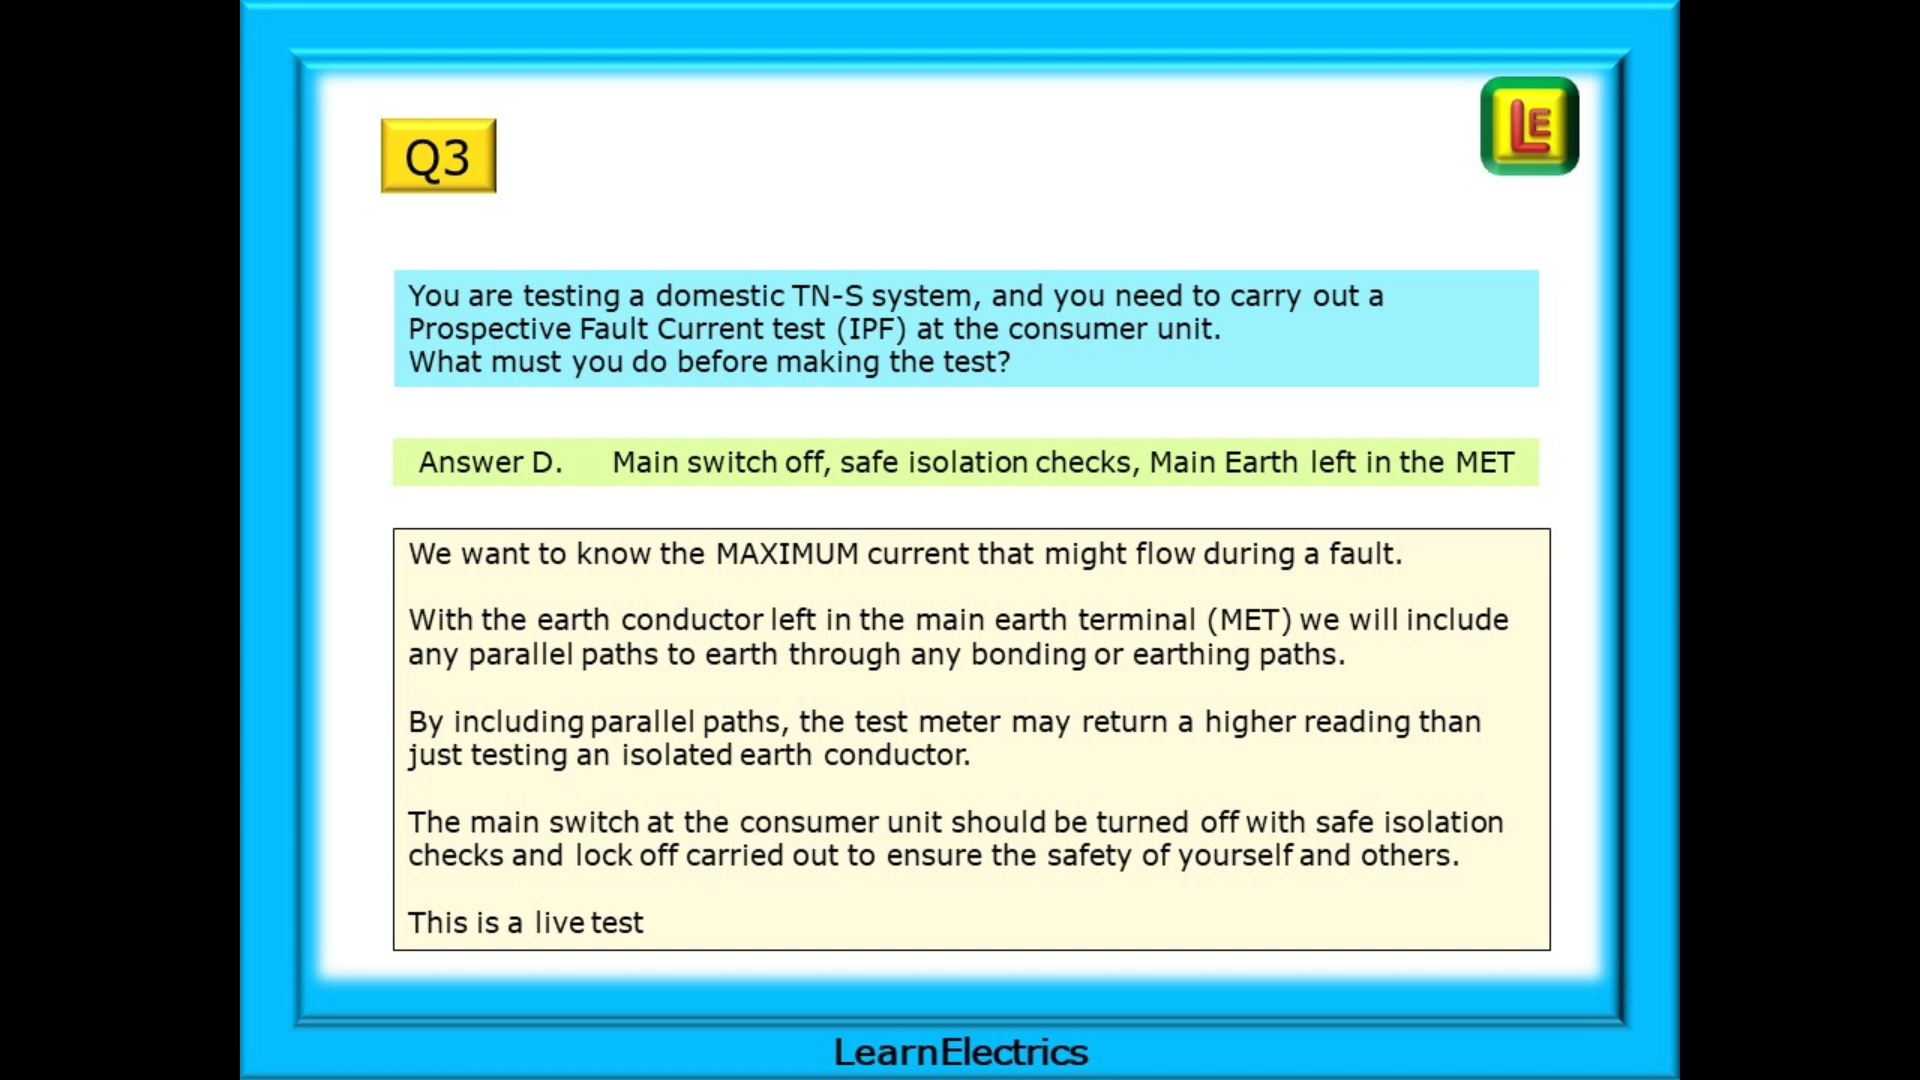 LE
Q3
You are testing a domestic TN-S system, and you need to carry out a
Prospective Fault Current test (IPF) at the consumer unit.
What must you do before making the test?
Answer D. Main switch off, safe isolation checks, Main Earth left in the MET
We want to know the MAXIMUM current that might flow during a fault.
With the earth conductor left in the main earth terminal (MET) we will include
any parallel paths to earth through any bonding or earthing paths.
By including parallel paths, the test meter may return a higher reading than
just testing an isolated earth conductor.
The main switch at the consumer unit should be turned off with safe isolation
checks and lock off carried out to ensure the safety of yourself and others.
This is a live test
LearnElectrics